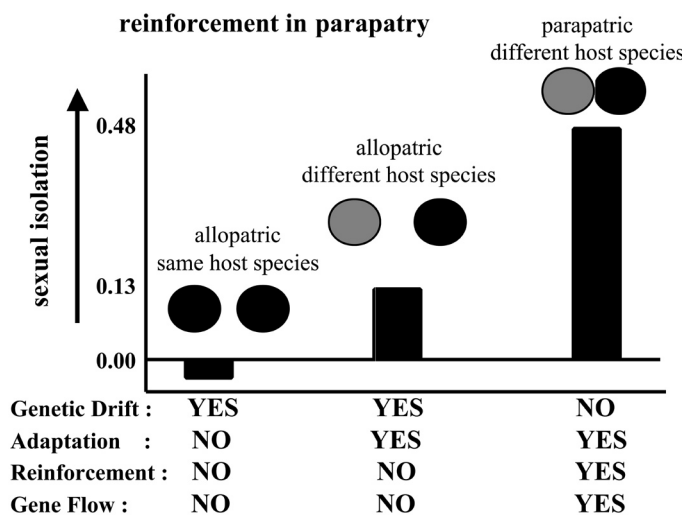 reinforcement in parapatry
parapatric
different host species
0.48
allopatric
different host species
sexual isolation
allopatric
same host species
0.13
0.00
Genetic Drift : YES YES NO
Adaptation : NO YES YES
Reinforcement : NO NO YES
Gene Flow : NO NO YES